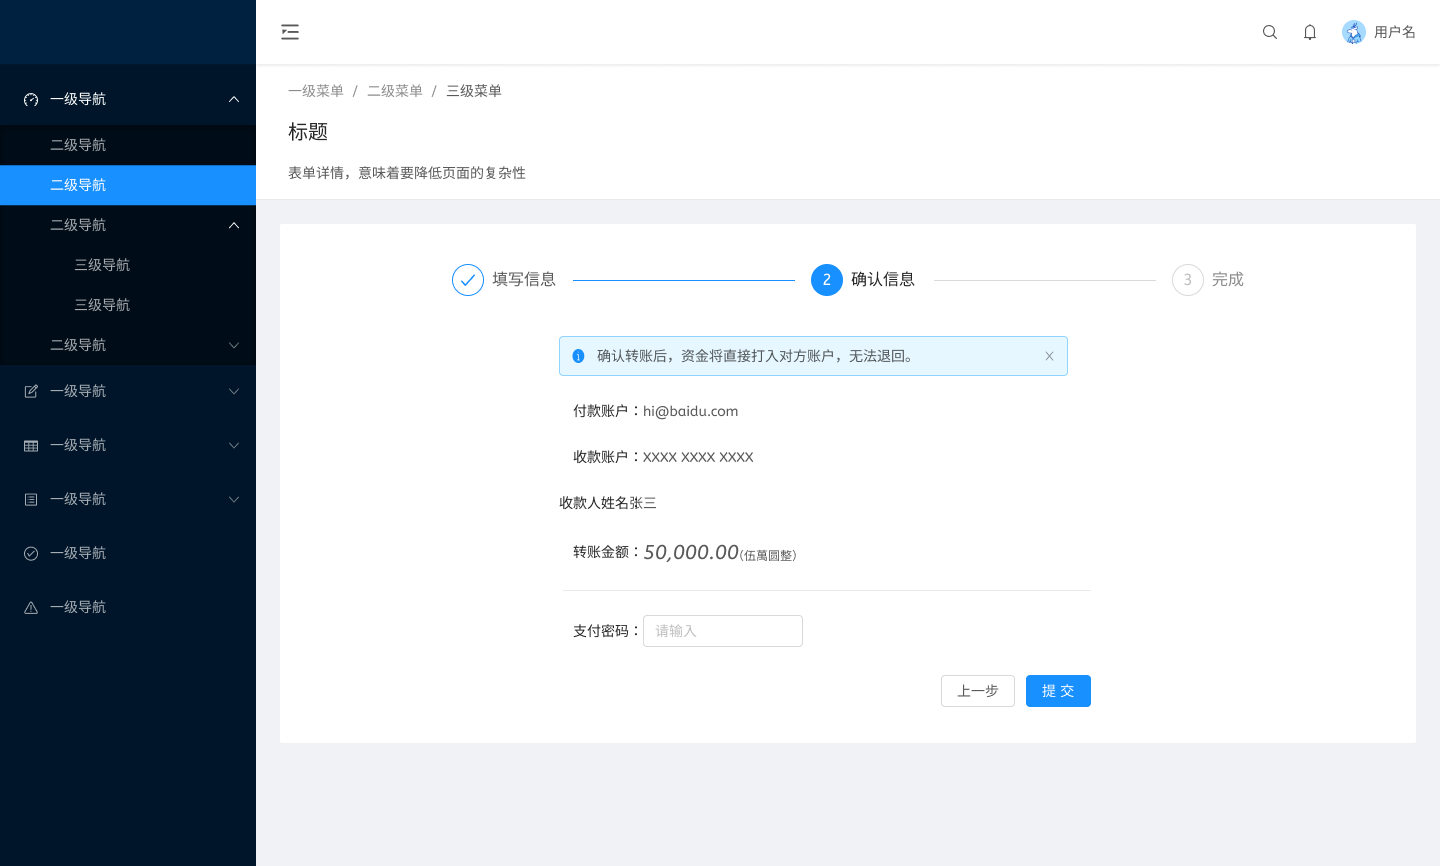 用户名
一级导航
二级导航
二级导航
二级导航
三级导航
三级导航
二级导航
一级导航
一级导航
一级导航
一级导航
一级导航
一级菜单 / 二级菜单 / 三级菜单
标题
表单详情，意味着要降低页面的复杂性
填写信息
2 确认信息
3 完成
确认转账后，资金将直接打入对方账户，无法退回。
付款账户：hi@baidu.com
收款账户：XXXX XXXX XXXX
收款人姓名张三
转账金额：50,000.00（伍萬圆整）
支付密码：请输入
上一步 提 交